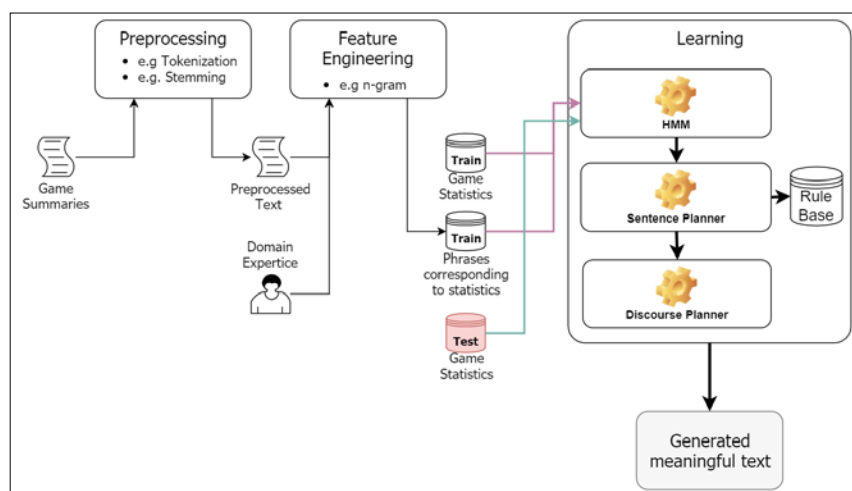 Preprocessing
• e.g Tokenization
• e.g. Stemming
Feature
Engineering
• e.g n-gram
Learning
HMM
Sentence Planner
Rule
Base
Discourse Planner
Game
Summaries
Preprocessed
Text
Domain
Expertice
Train
Game
Statistics
Train
Phrases
corresponding
to statistics
Test
Game
Statistics
Generated
meaningful text